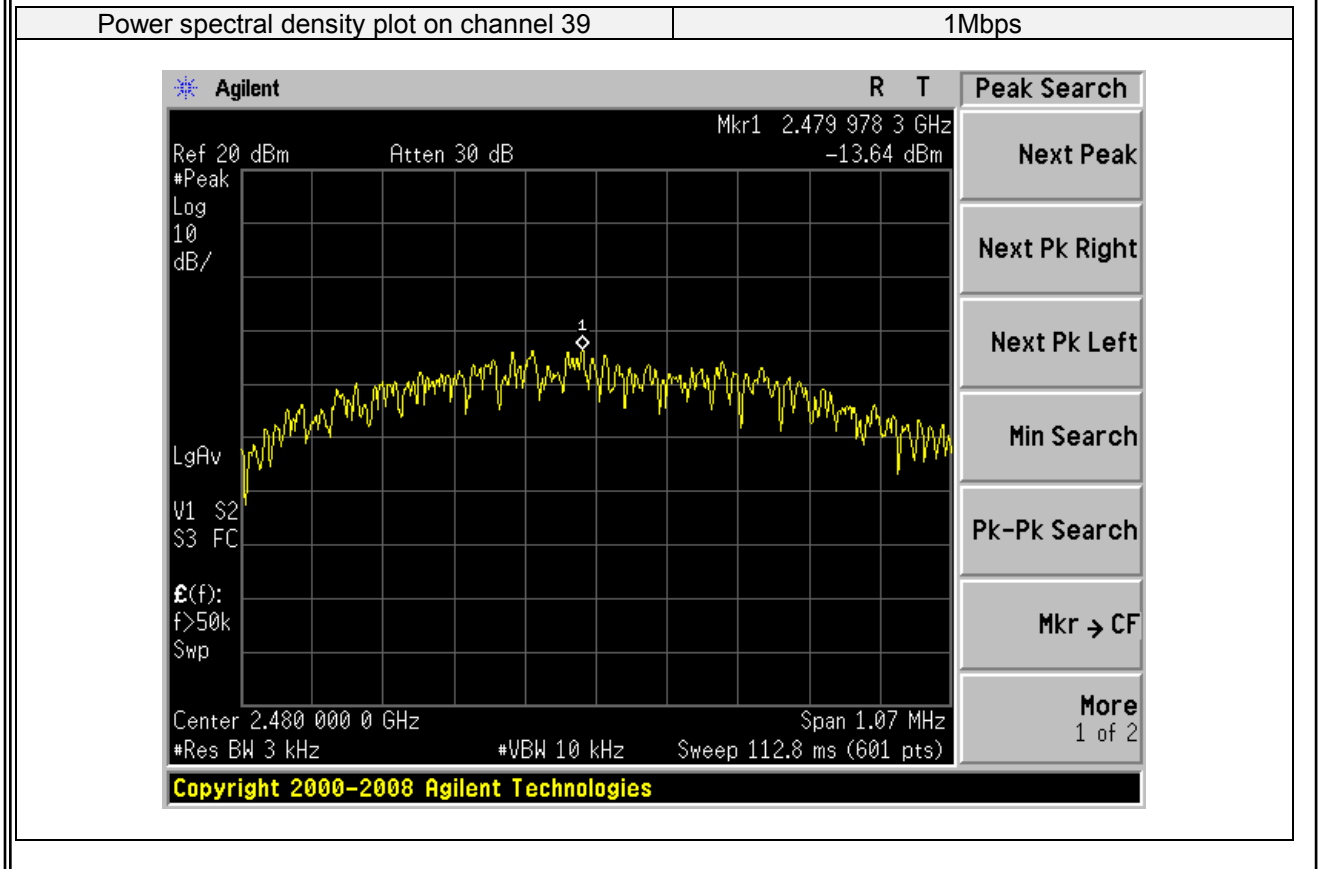 Power spectral density plot on channel 39 1Mbps
Agilent R T Peak Search
Mkr1 2.479 978 3 GHz
Ref 20 dBm Atten 30 dB -13.64 dBm
#Peak
Log
10
dB/
1
LgAv
V1 S2
S3 FC
£(f):
f>50k
Swp
Center 2.480 000 0 GHz Span 1.07 MHz
#Res BW 3 kHz #VBW 10 kHz Sweep 112.8 ms (601 pts)
Next Peak
Next Pk Right
Next Pk Left
Min Search
Pk-Pk Search
Mkr → CF
More
1 of 2
Copyright 2000-2008 Agilent Technologies